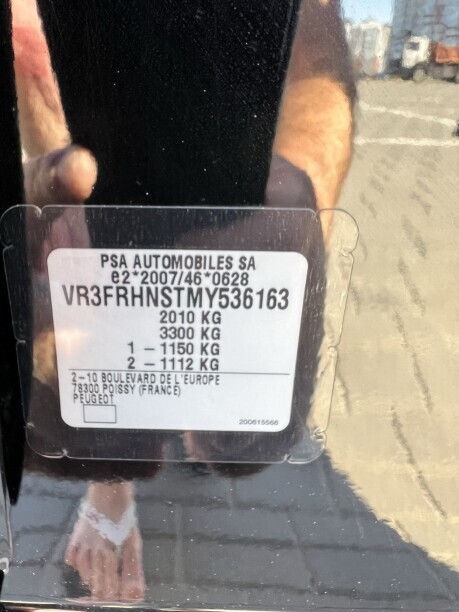 PSA AUTOMOBILES SA
e2*2007/46*0628
VR3FRHNSTMY536163
2010 KG
3300 KG
1 - 1150 KG
2 - 1112 KG
2-10 BOULEVARD DE L'EUROPE
78300 POISSY (FRANCE)
PEUGEOT
200615566